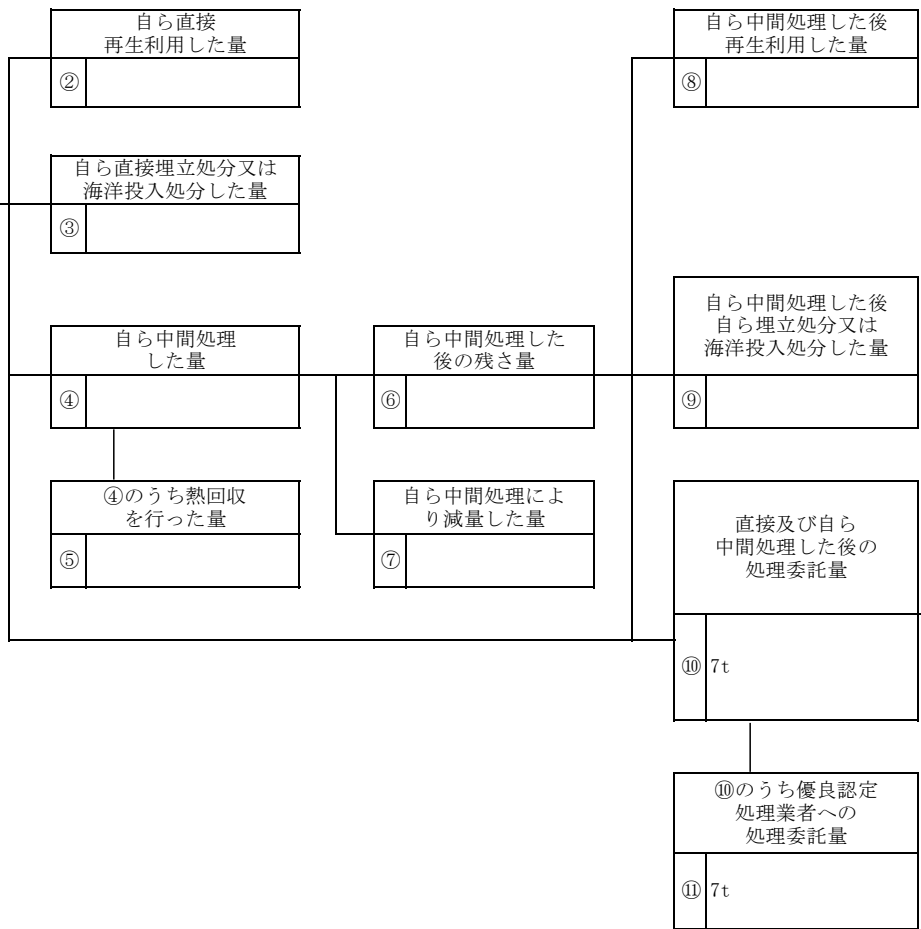 自ら直接
再生利用した量
②
自ら中間処理した後
再生利用した量
⑧
自ら直接埋立処分又は
海洋投入処分した量
③
自ら中間処理した後
自ら埋立処分又は
海洋投入処分した量
⑨
自ら中間処理
した量
④
自ら中間処理した
後の残さ量
⑥
④のうち熱回収
を行った量
⑤
自ら中間処理によ
り減量した量
⑦
直接及び自ら
中間処理した後の
処理委託量
⑩ 7t
⑩のうち優良認定
処理業者への
処理委託量
⑪ 7t